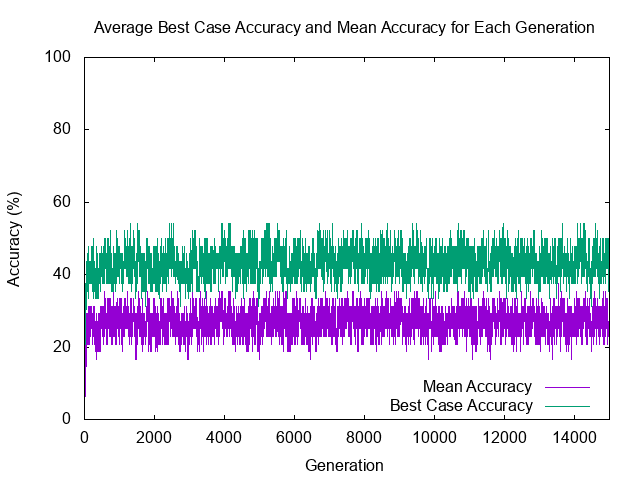 Average Best Case Accuracy and Mean Accuracy for Each Generation
100
80
60
40
20
0
Accuracy (%)
Mean Accuracy
Best Case Accuracy
0 2000 4000 6000 8000 10000 12000 14000
Generation